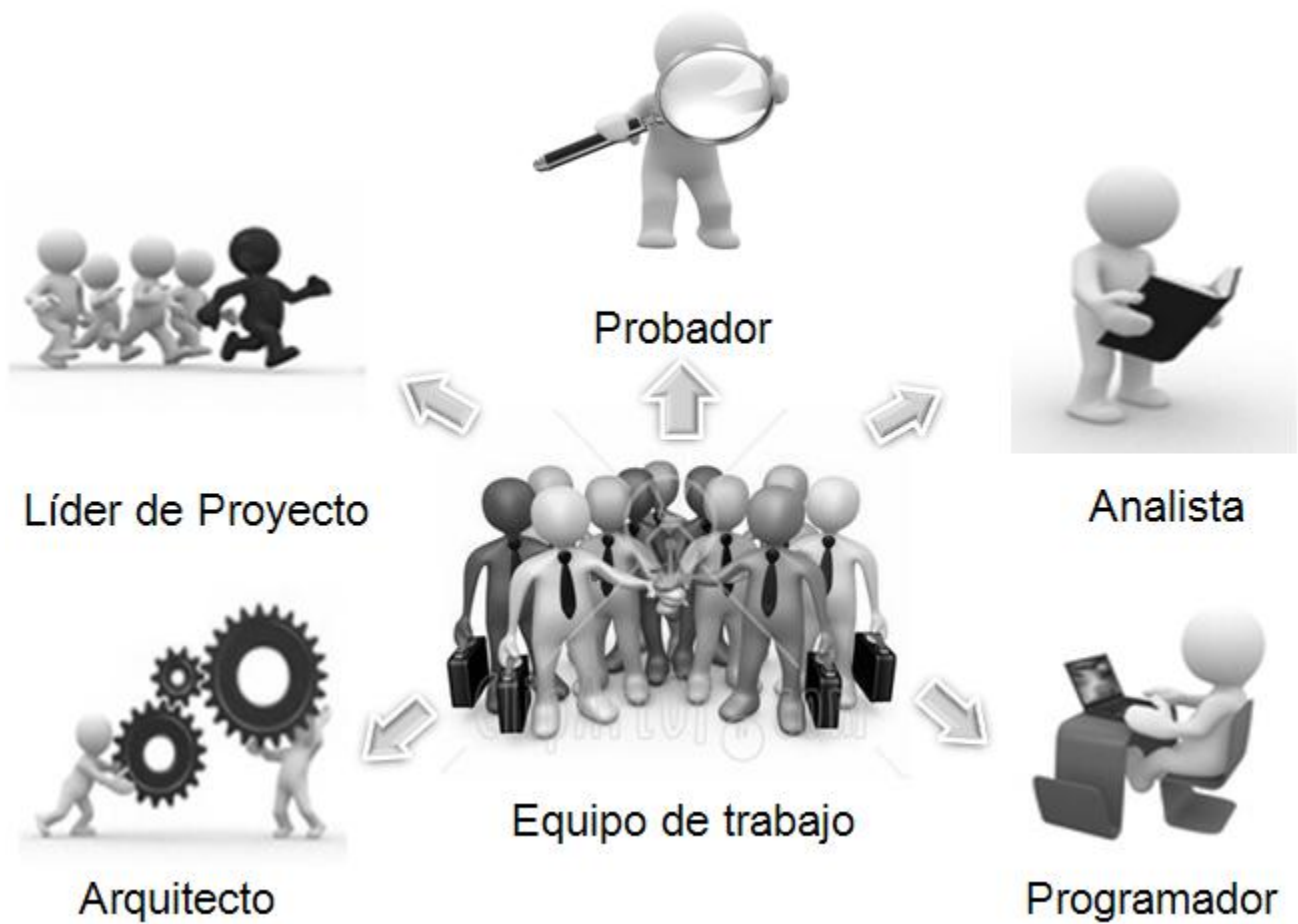 Probador
Líder de Proyecto
Analista
Equipo de trabajo
Arquitecto
Programador